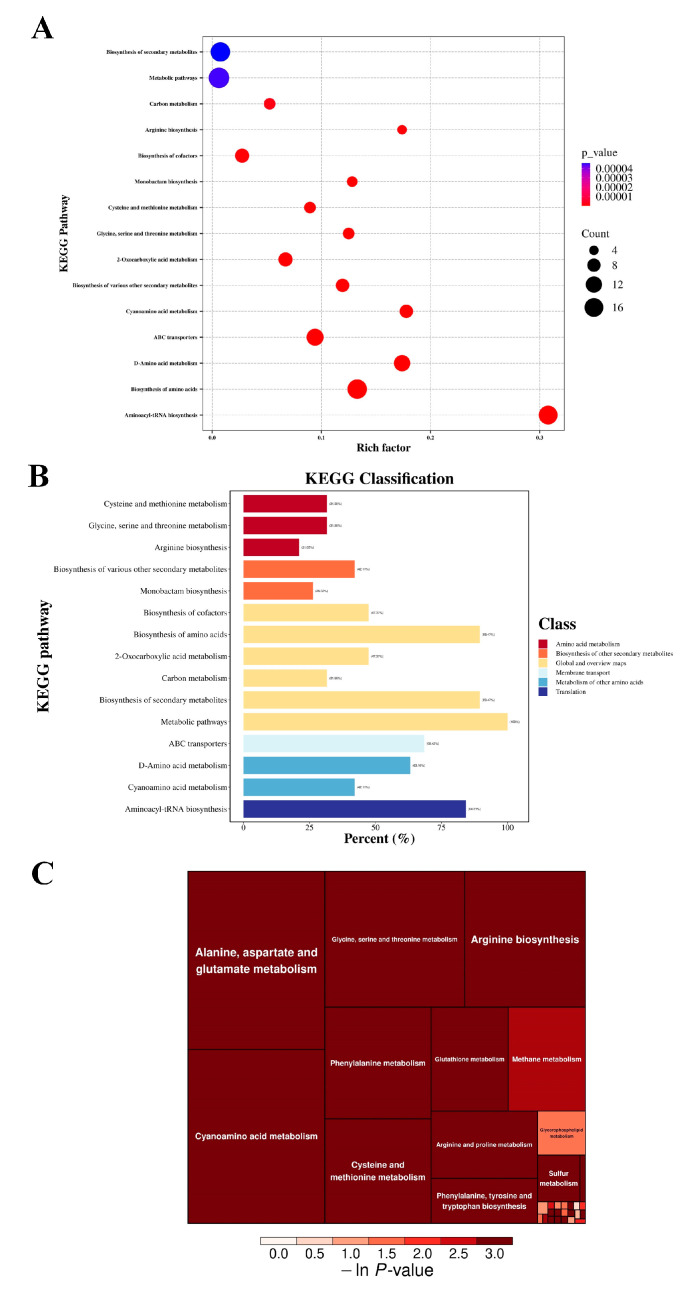 A
Biosynthesis of secondary metabolites
Metabolic pathways
Carbon metabolism
Arginine biosynthesis
Biosynthesis of cofactors
Monobactam biosynthesis
Cysteine and methionine metabolism
Glycine, serine and threonine metabolism
2-Oxocarboxylic acid metabolism
Biosynthesis of various other secondary metabolites
Cyanoamino acid metabolism
ABC transporters
D-Amino acid metabolism
Biosynthesis of amino acids
Aminoacyl-tRNA biosynthesis
KEGG Pathway
0.0 0.1 0.2 0.3
Rich factor
p_value
0.00004
0.00003
0.00002
0.00001
Count
4
8
12
16
B
KEGG Classification
Cysteine and methionine metabolism
Glycine, serine and threonine metabolism
Arginine biosynthesis
Biosynthesis of various other secondary metabolites
Monobactam biosynthesis
Biosynthesis of cofactors
Biosynthesis of amino acids
2-Oxocarboxylic acid metabolism
Carbon metabolism
Biosynthesis of secondary metabolites
Metabolic pathways
ABC transporters
D-Amino acid metabolism
Cyanoamino acid metabolism
Aminoacyl-tRNA biosynthesis
KEGG pathway
0 25 50 75 100
Percent (%)
Class
Amino acid metabolism
Biosynthesis of other secondary metabolites
Global and overview maps
Membrane transport
Metabolism of other amino acids
Translation
C
Alanine, aspartate and
glutamate metabolism
Glycine, serine and threonine metabolism
Arginine biosynthesis
Phenylalanine metabolism
Glutathione metabolism
Methane metabolism
Cyanoamino acid metabolism
Cysteine and
methionine metabolism
Arginine and proline metabolism
Glycerophospholipid
metabolism
Sulfur
metabolism
Phenylalanine, tyrosine and
tryptophan biosynthesis
0.0 0.5 1.0 1.5 2.0 2.5 3.0
−ln P-value